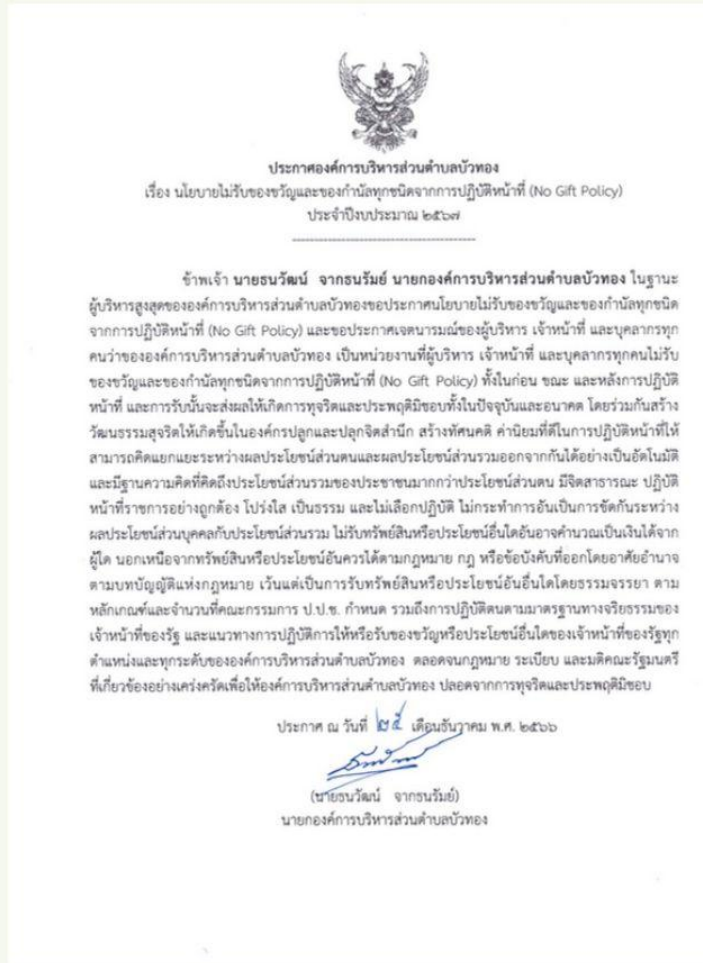 ประกาศองค์การบริหารส่วนตำบลบัวทอง
เรื่อง นโยบายไม่รับของขวัญและของกำนัลทุกชนิดจากการปฏิบัติหน้าที่ (No Gift Policy)
ประจำปีงบประมาณ ๒๕๖๗
ข้าพเจ้า นายธนวัฒน์ จากธนรัมย์ นายกองค์การบริหารส่วนตำบลบัวทอง ในฐานะ
ผู้บริหารสูงสุดขององค์การบริหารส่วนตำบลบัวทองขอประกาศนโยบายไม่รับของขวัญและของกำนัลทุกชนิด
จากการปฏิบัติหน้าที่ (No Gift Policy) และขอประกาศเจตนารมณ์ของผู้บริหาร เจ้าหน้าที่ และบุคลากรทุก
คนว่าขององค์การบริหารส่วนตำบลบัวทอง เป็นหน่วยงานที่ผู้บริหาร เจ้าหน้าที่ และบุคลากรทุกคนไม่รับ
ของขวัญและของกำนัลทุกชนิดจากการปฏิบัติหน้าที่ (No Gift Policy) ทั้งในก่อน ขณะ และหลังการปฏิบัติ
หน้าที่ และการรับนั้นจะส่งผลให้เกิดการทุจริตและประพฤติมิชอบทั้งในปัจจุบันและอนาคต โดยร่วมกันสร้าง
วัฒนธรรมสุจริตให้เกิดขึ้นในองค์กรปลูกและปลุกจิตสำนึก สร้างทัศนคติ ค่านิยมที่ดีในการปฏิบัติหน้าที่ให้
สามารถคิดแยกแยะระหว่างผลประโยชน์ส่วนตนและผลประโยชน์ส่วนรวมออกจากกันได้อย่างเป็นอัตโนมัติ
และมีฐานความคิดที่คิดถึงประโยชน์ส่วนรวมของประชาชนมากกว่าประโยชน์ส่วนตน มีจิตสาธารณะ ปฏิบัติ
หน้าที่ราชการอย่างถูกต้อง โปร่งใส เป็นธรรม และไม่เลือกปฏิบัติ ไม่กระทำการอันเป็นการขัดกันระหว่าง
ผลประโยชน์ส่วนบุคคลกับประโยชน์ส่วนรวม ไม่รับทรัพย์สินหรือประโยชน์อื่นใดอันอาจคำนวณเป็นเงินได้จาก
ผู้ใด นอกเหนือจากทรัพย์สินหรือประโยชน์อันควรได้ตามกฎหมาย กฎ หรือข้อบังคับที่ออกโดยอาศัยอำนาจ
ตามบทบัญญัติแห่งกฎหมาย เว้นแต่เป็นการรับทรัพย์สินหรือประโยชน์อันอื่นใดโดยธรรมจรรยา ตาม
หลักเกณฑ์และจำนวนที่คณะกรรมการ ป.ป.ช. กำหนด รวมถึงการปฏิบัติตนตามมาตรฐานทางจริยธรรมของ
เจ้าหน้าที่ของรัฐ และแนวทางการปฏิบัติการให้หรือรับของขวัญหรือประโยชน์อื่นใดของเจ้าหน้าที่ของรัฐทุก
ตำแหน่งและทุกระดับขององค์การบริหารส่วนตำบลบัวทอง ตลอดจนกฎหมาย ระเบียบ และมติคณะรัฐมนตรี
ที่เกี่ยวข้องอย่างเคร่งครัดเพื่อให้องค์การบริหารส่วนตำบลบัวทอง ปลอดจากการทุจริตและประพฤติมิชอบ
ประกาศ ณ วันที่ ๒๕ เดือนธันวาคม พ.ศ. ๒๕๖๖
(นายธนวัฒน์ จากธนรัมย์)
นายกองค์การบริหารส่วนตำบลบัวทอง